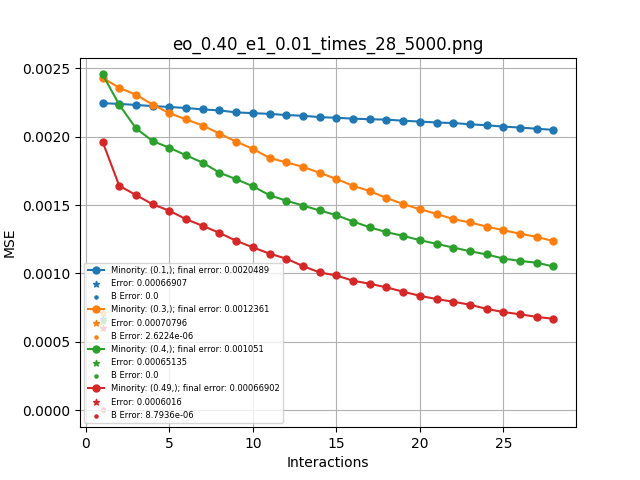 eo_0.40_e1_0.01_times_28_5000.png
0.0025
0.0020
0.0015
0.0010
0.0005
0.0000
MSE
Minority: (0.1,); final error: 0.0020489
Error: 0.00066907
B Error: 0.0
Minority: (0.3,); final error: 0.0012361
Error: 0.00070796
B Error: 2.6224e-06
Minority: (0.4,); final error: 0.001051
Error: 0.00065135
B Error: 0.0
Minority: (0.49,); final error: 0.00066902
Error: 0.0006016
B Error: 8.7936e-06
0 5 10 15 20 25
Interactions